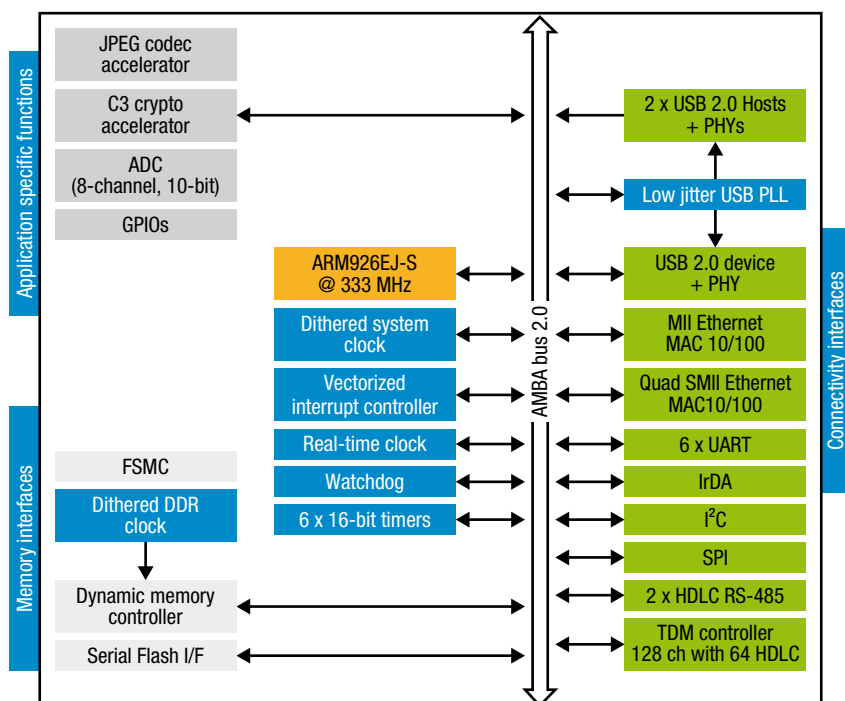 Application specific functions
JPEG codec
accelerator
C3 crypto
accelerator
ADC
(8-channel, 10-bit)
GPIOs
Memory interfaces
FSMC
Dithered DDR
clock
Dynamic memory
controller
Serial Flash I/F
ARM926EJ-S
@ 333 MHz
Dithered system
clock
Vectorized
interrupt controller
Real-time clock
Watchdog
6 x 16-bit timers
AMBA bus 2.0
2 x USB 2.0 Hosts
+ PHYs
Low jitter USB PLL
USB 2.0 device
+ PHY
MII Ethernet
MAC 10/100
Quad SMII Ethernet
MAC10/100
6 x UART
IrDA
I²C
SPI
2 x HDLC RS-485
TDM controller
128 ch with 64 HDLC
Connectivity interfaces